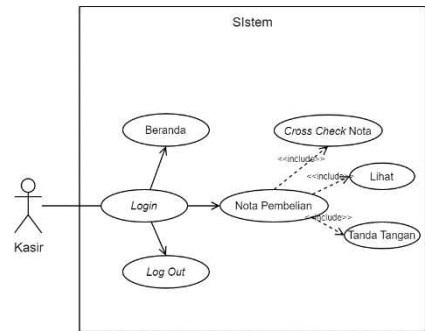 SIstem
Beranda
Cross Check Nota
<<include>>
Lihat
<<include>>
Login
Nota Pembelian
<<include>>
Tanda Tangan
Kasir
Log Out